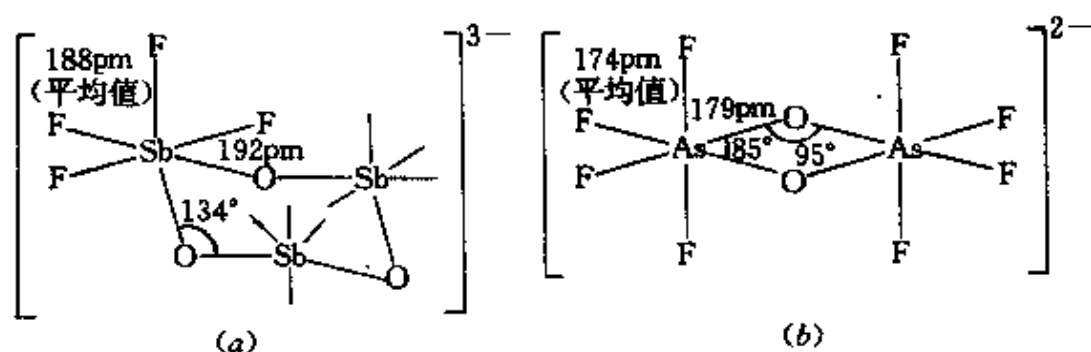 3—
188pm
(平均值)
F
F
F
F
Sb
192pm
O
Sb
134°
Sb
O
O
(a)
2—
174pm
(平均值)
F
F
179pm
O
F
F
As
85°
95°
As
F
O
F
F
F
(b)